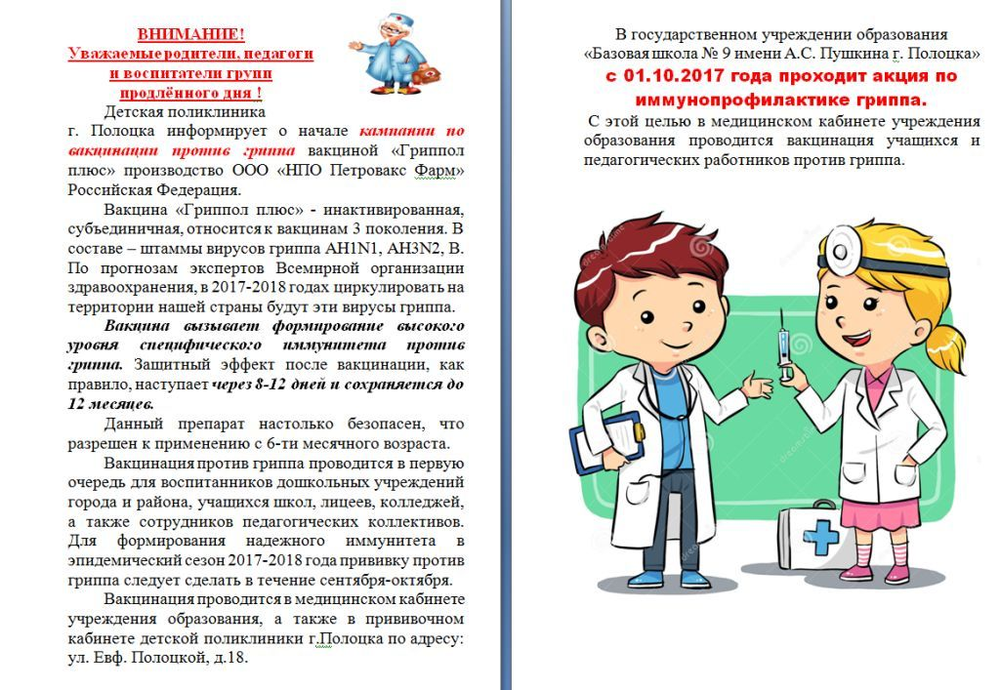 ВНИМАНИЕ!
Уважаемые родители, педагоги
и воспитатели групп
продлённого дня !
Детская поликлиника
г. Полоцка информирует о начале кампании по
вакцинации против гриппа вакциной «Гриппол
плюс» производство ООО «НПО Петровакс Фарм»
Российская Федерация.
Вакцина «Гриппол плюс» - инактивированная,
субъединичная, относится к вакцинам 3 поколения. В
составе – штаммы вирусов гриппа AH1N1, AH3N2, B.
По прогнозам экспертов Всемирной организации
здравоохранения, в 2017-2018 годах циркулировать на
территории нашей страны будут эти вирусы гриппа.
Вакцина вызывает формирование высокого
уровня специфического иммунитета против
гриппа. Защитный эффект после вакцинации, как
правило, наступает через 8-12 дней и сохраняется до
12 месяцев.
Данный препарат настолько безопасен, что
разрешен к применению с 6-ти месячного возраста.
Вакцинация против гриппа проводится в первую
очередь для воспитанников дошкольных учреждений
города и района, учащихся школ, лицеев, колледжей,
а также сотрудников педагогических коллективов.
Для формирования надежного иммунитета в
эпидемический сезон 2017-2018 года прививку против
гриппа следует сделать в течение сентября-октября.
Вакцинация проводится в медицинском кабинете
учреждения образования, а также в прививочном
кабинете детской поликлиники г.Полоцка по адресу:
ул. Евф. Полоцкой, д.18.
В государственном учреждении образования
«Базовая школа № 9 имени А.С. Пушкина г. Полоцка»
с 01.10.2017 года проходит акция по
иммунопрофилактике гриппа.
С этой целью в медицинском кабинете учреждения
образования проводится вакцинация учащихся и
педагогических работников против гриппа.